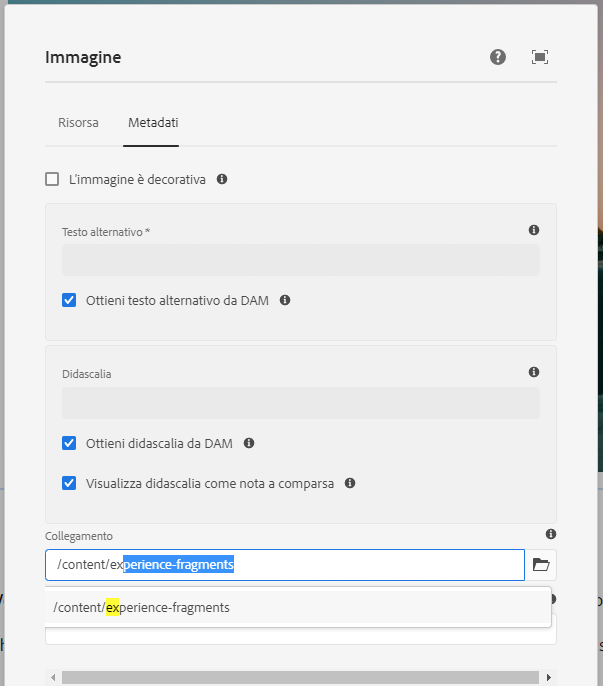 Immagine
Risorsa Metadati
L'immagine è decorativa
Testo alternativo *
Ottieni testo alternativo da DAM
Didascalia
Ottieni didascalia da DAM
Visualizza didascalia come nota a comparsa
Collegamento
/content/experience-fragments
/content/experience-fragments